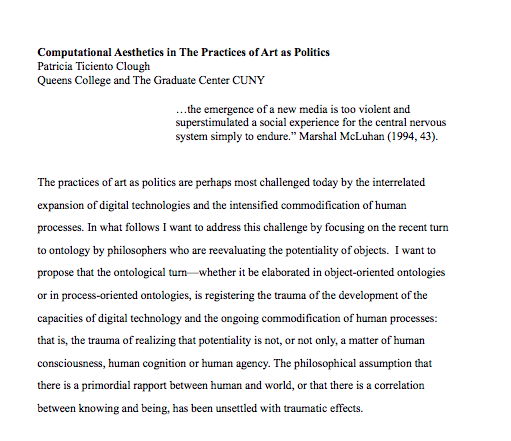 Computational Aesthetics in The Practices of Art as Politics
Patricia Ticiento Clough
Queens College and The Graduate Center CUNY
…the emergence of a new media is too violent and
superstimulated a social experience for the central nervous
system simply to endure.” Marshal McLuhan (1994, 43).
The practices of art as politics are perhaps most challenged today by the interrelated
expansion of digital technologies and the intensified commodification of human
processes. In what follows I want to address this challenge by focusing on the recent turn
to ontology by philosophers who are reevaluating the potentiality of objects.  I want to
propose that the ontological turn—whether it be elaborated in object-oriented ontologies
or in process-oriented ontologies, is registering the trauma of the development of the
capacities of digital technology and the ongoing commodification of human processes:
that is, the trauma of realizing that potentiality is not, or not only, a matter of human
consciousness, human cognition or human agency. The philosophical assumption that
there is a primordial rapport between human and world, or that there is a correlation
between knowing and being, has been unsettled with traumatic effects.